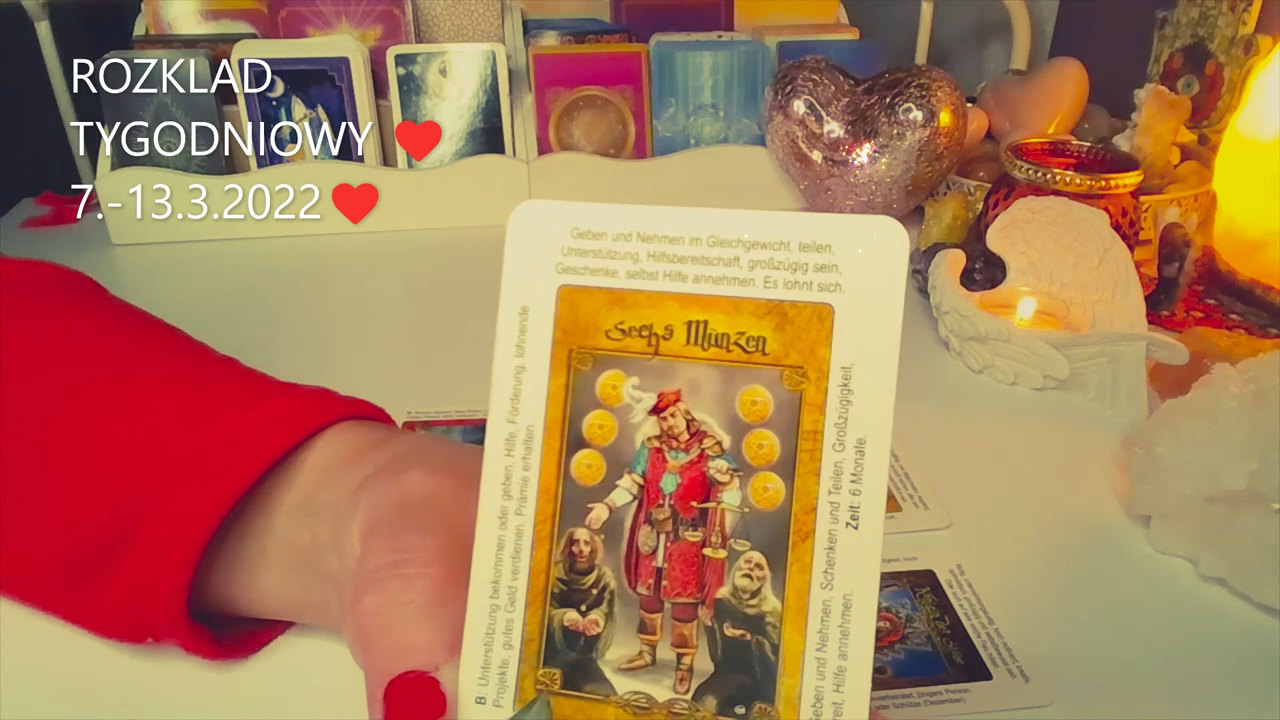 ROZKLAD
TYGODNIOWY ❤️
7.-13.3.2022 ❤️
Geben und Nehmen im Gleichgewicht, teilen,
Unterstützung, Hilfsbereitschaft, großzügig sein,
Geschenke, selbst Hilfe annehmen. Es lohnt sich.
Sechs Münzen
B: Unterstützung bekommen oder geben, Hilfe, Förderung, lohnende
Projekte, gutes Geld verdienen, Prämie erhalten.
Geben und Nehmen, Schenken und Teilen, Großzügigkeit,
Hilfe annehmen.
Zeit: 6 Monate.